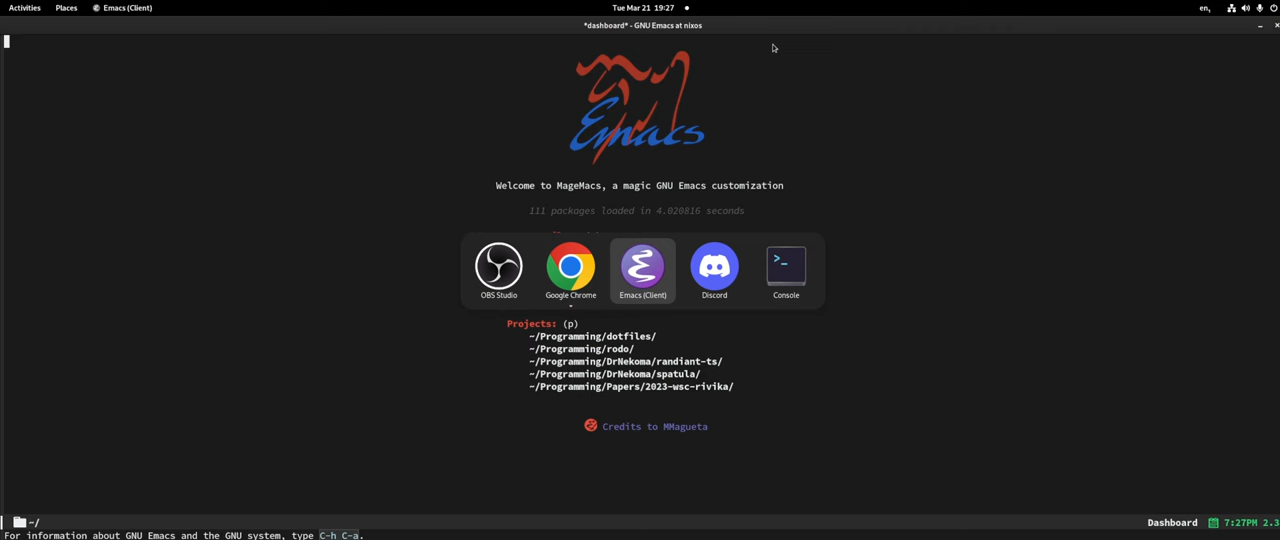 Activities Places Emacs (Client) Tue Mar 21 19:27 en,
*dashboard* - GNU Emacs at nixos
Emacs
Welcome to MageMacs, a magic GNU Emacs customization
111 packages loaded in 4.020816 seconds
OBS Studio Google Chrome Emacs (Client) Discord Console
Projects: (p)
~/Programming/dotfiles/
~/Programming/rodo/
~/Programming/DrNekoma/randiant-ts/
~/Programming/DrNekoma/spatula/
~/Programming/Papers/2023-wsc-rivika/
Credits to MMagueta
~/ Dashboard 7:27PM 2.3
For information about GNU Emacs and the GNU system, type C-h C-a.